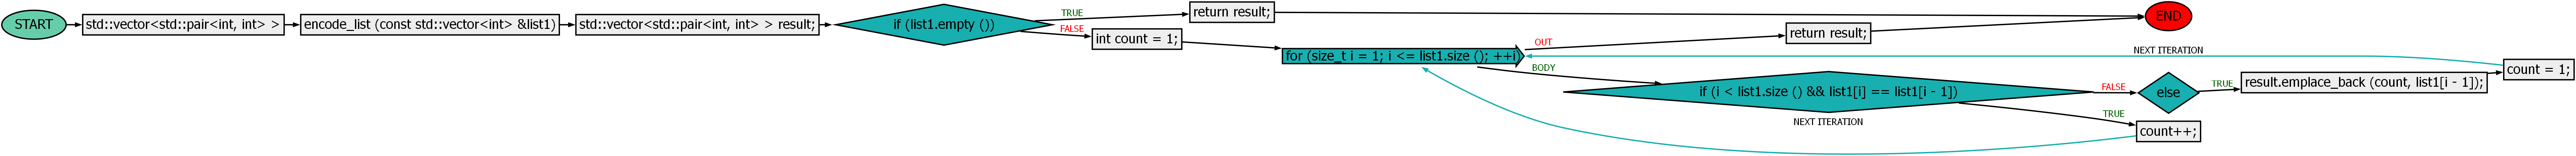 START
std::vector<std::pair<int, int> >
encode_list (const std::vector<int> &list1)
std::vector<std::pair<int, int> > result;
if (list1.empty ())
TRUE
return result;
FALSE
int count = 1;
for (size_t i = 1; i <= list1.size (); ++i)
OUT
return result;
END
BODY
if (i < list1.size () && list1[i] == list1[i - 1])
NEXT ITERATION
FALSE
else
TRUE
result.emplace_back (count, list1[i - 1]);
count = 1;
NEXT ITERATION
TRUE
count++;